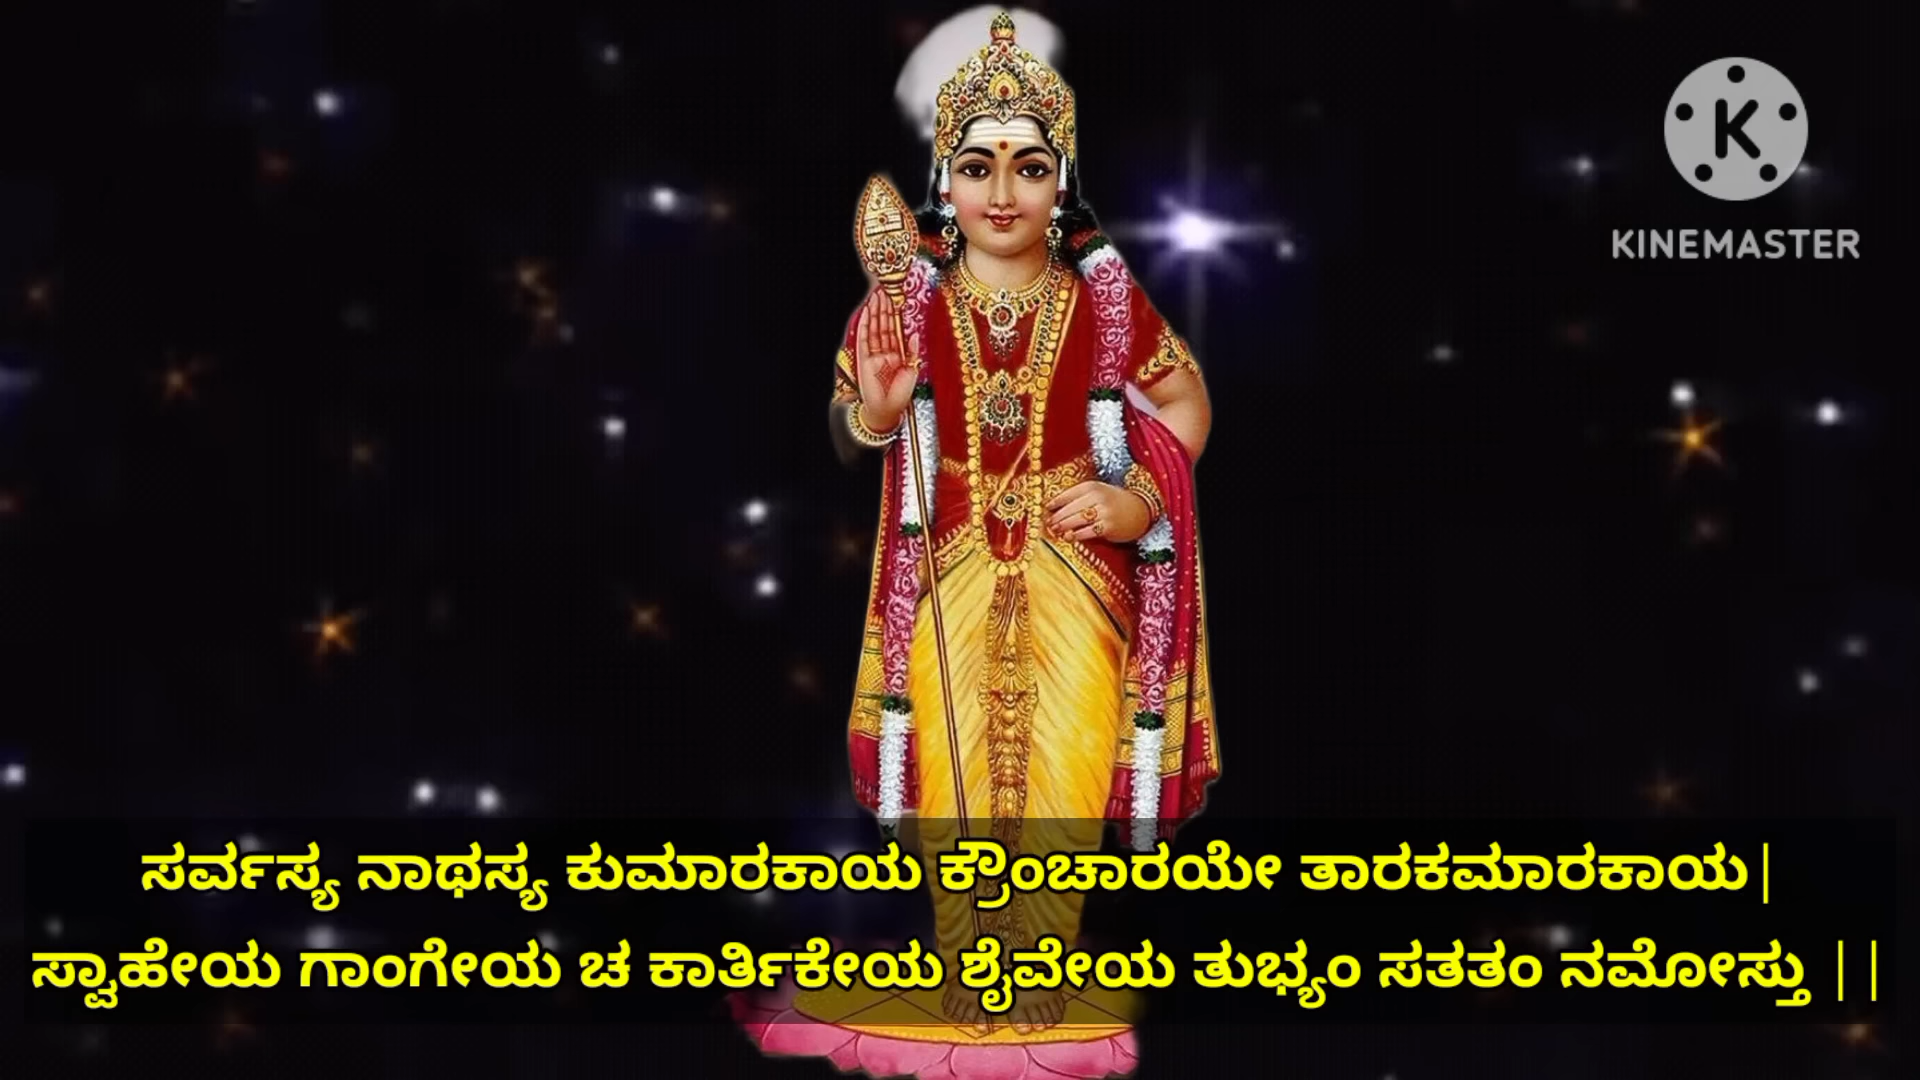 KINEMASTER
ಸರ್ವಸ್ಯ ನಾಥಸ್ಯ ಕುಮಾರಕಾಯ ಕ್ರೌಂಚಾರಯೇ ತಾರಕಮಾರಕಾಯ|
ಸ್ವಾಹೇಯ ಗಾಂಗೇಯ ಚ ಕಾರ್ತಿಕೇಯ ಶೈವೇಯ ತುಭ್ಯಂ ಸತತಂ ನಮೋಸ್ತು ||